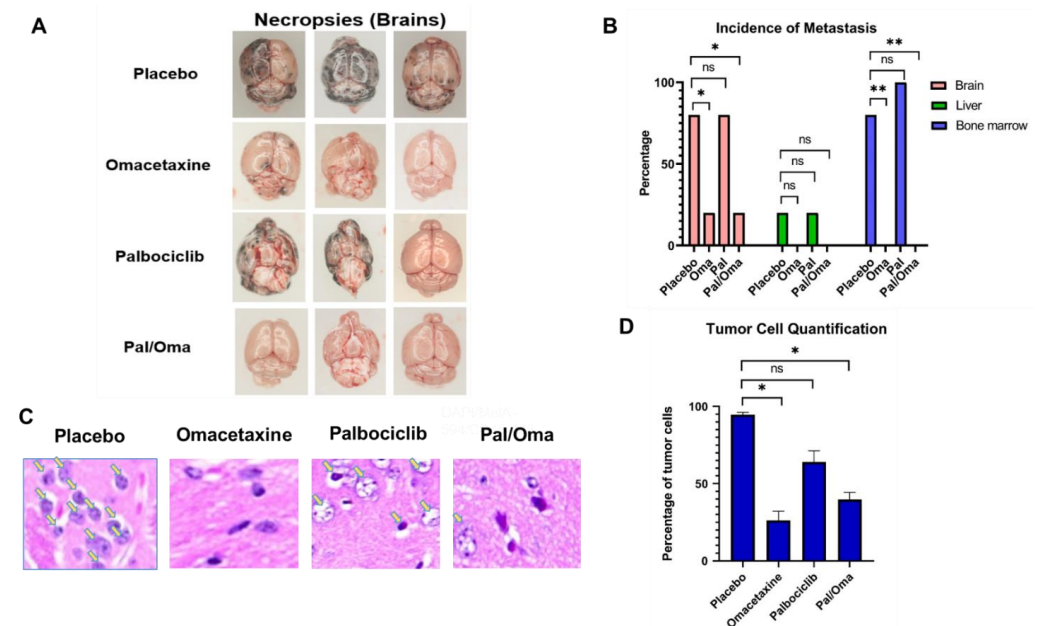 A
Necropsies (Brains)
Placebo
Omacetaxine
Palbociclib
Pal/Oma
B
Incidence of Metastasis
Percentage
100
50
0
*
ns
*
ns
ns
ns
**
ns
**
Placebo
Oma
Pal
Pal/Oma
Placebo
Oma
Pal
Pal/Oma
Placebo
Oma
Pal
Pal/Oma
Brain
Liver
Bone marrow
C
Placebo
Omacetaxine
Palbociclib
Pal/Oma
D
Tumor Cell Quantification
Percentage of tumor cells
100
50
0
*
ns
*
Placebo
Omacetaxine
Palbociclib
Pal/Oma